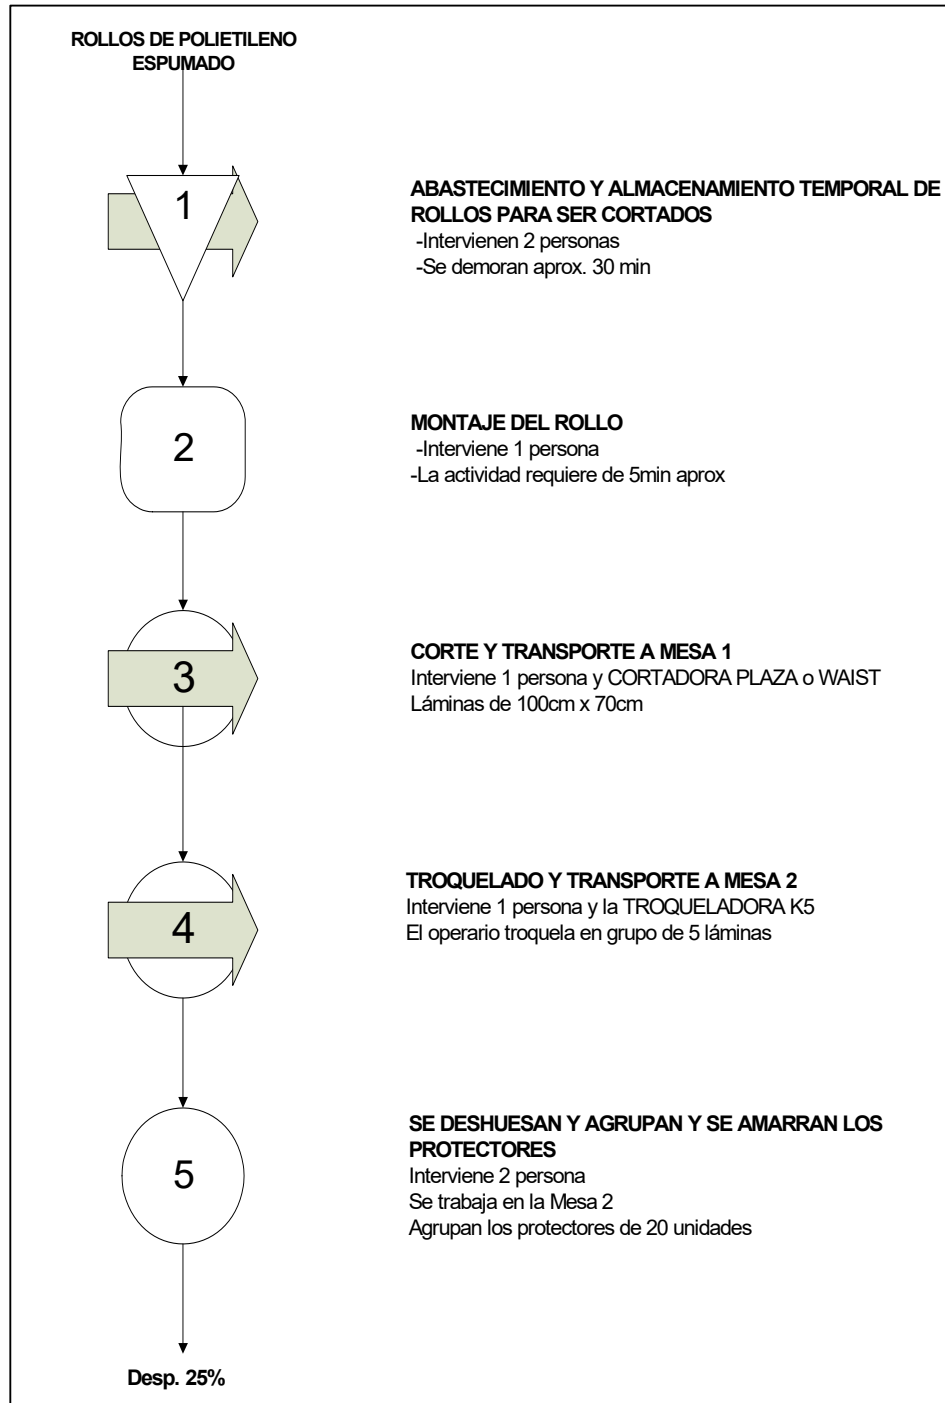 ROLLOS DE POLIETILENO
ESPUMADO
1
ABASTECIMIENTO Y ALMACENAMIENTO TEMPORAL DE
ROLLOS PARA SER CORTADOS
-Intervienen 2 personas
-Se demoran aprox. 30 min
2
MONTAJE DEL ROLLO
-Interviene 1 persona
-La actividad requiere de 5min aprox
3
CORTE Y TRANSPORTE A MESA 1
Interviene 1 persona y CORTADORA PLAZA o WAIST
Láminas de 100cm x 70cm
4
TROQUELADO Y TRANSPORTE A MESA 2
Interviene 1 persona y la TROQUELADORA K5
El operario troquela en grupo de 5 láminas
5
SE DESHUESAN Y AGRUPAN Y SE AMARRAN LOS
PROTECTORES
Interviene 2 persona
Se trabaja en la Mesa 2
Agrupan los protectores de 20 unidades
Desp. 25%